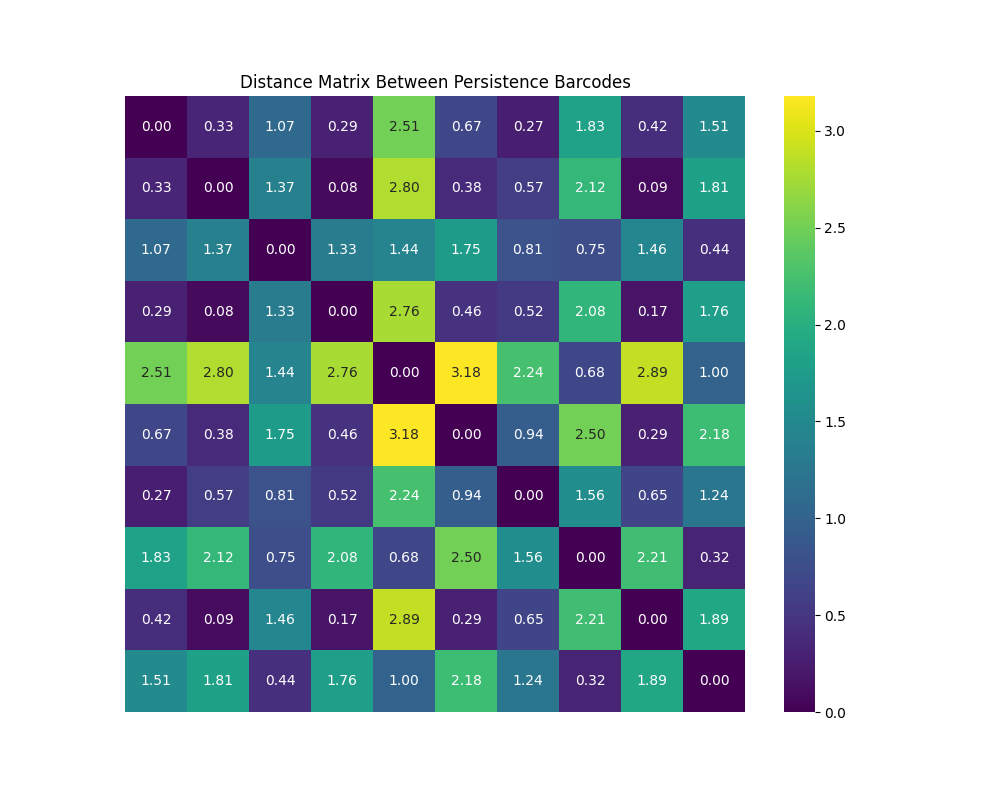 Distance Matrix Between Persistence Barcodes
0.00 0.33 1.07 0.29 2.51 0.67 0.27 1.83 0.42 1.51
0.33 0.00 1.37 0.08 2.80 0.38 0.57 2.12 0.09 1.81
1.07 1.37 0.00 1.33 1.44 1.75 0.81 0.75 1.46 0.44
0.29 0.08 1.33 0.00 2.76 0.46 0.52 2.08 0.17 1.76
2.51 2.80 1.44 2.76 0.00 3.18 2.24 0.68 2.89 1.00
0.67 0.38 1.75 0.46 3.18 0.00 0.94 2.50 0.29 2.18
0.27 0.57 0.81 0.52 2.24 0.94 0.00 1.56 0.65 1.24
1.83 2.12 0.75 2.08 0.68 2.50 1.56 0.00 2.21 0.32
0.42 0.09 1.46 0.17 2.89 0.29 0.65 2.21 0.00 1.89
1.51 1.81 0.44 1.76 1.00 2.18 1.24 0.32 1.89 0.00
3.0
2.5
2.0
1.5
1.0
0.5
0.0